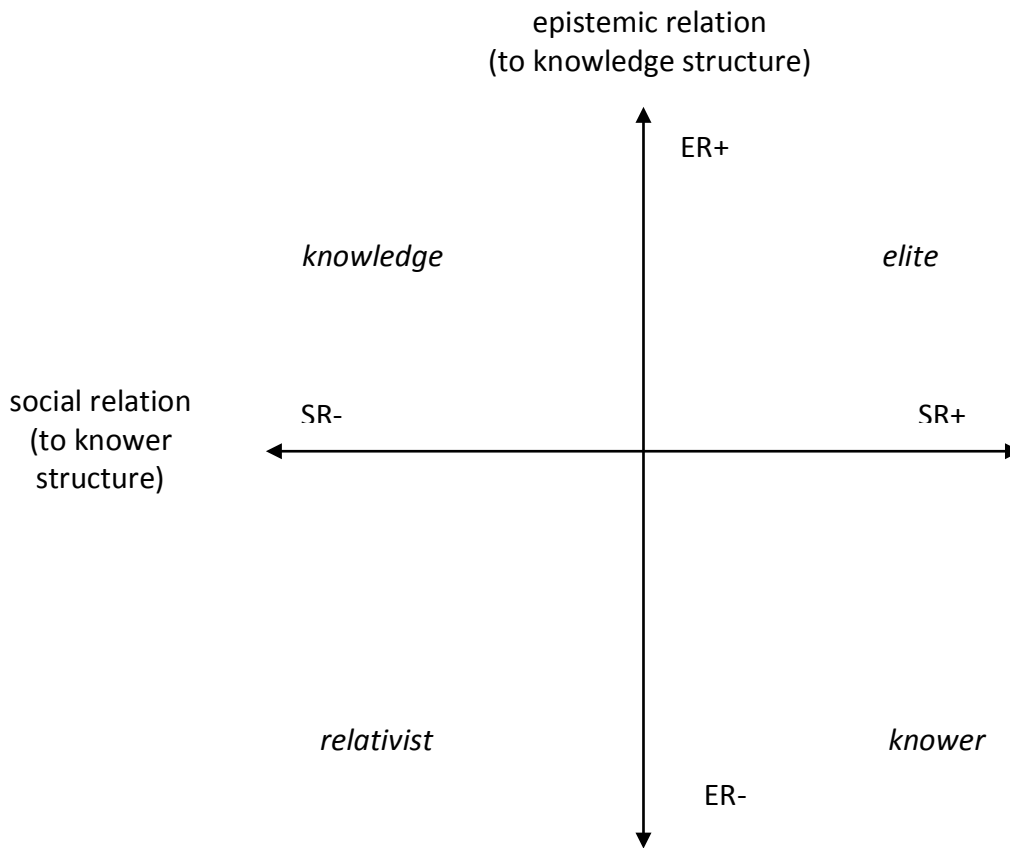 epistemic relation
(to knowledge structure)
ER+
knowledge
elite
social relation
(to knower
structure)
SR-
SR+
relativist
knower
ER-